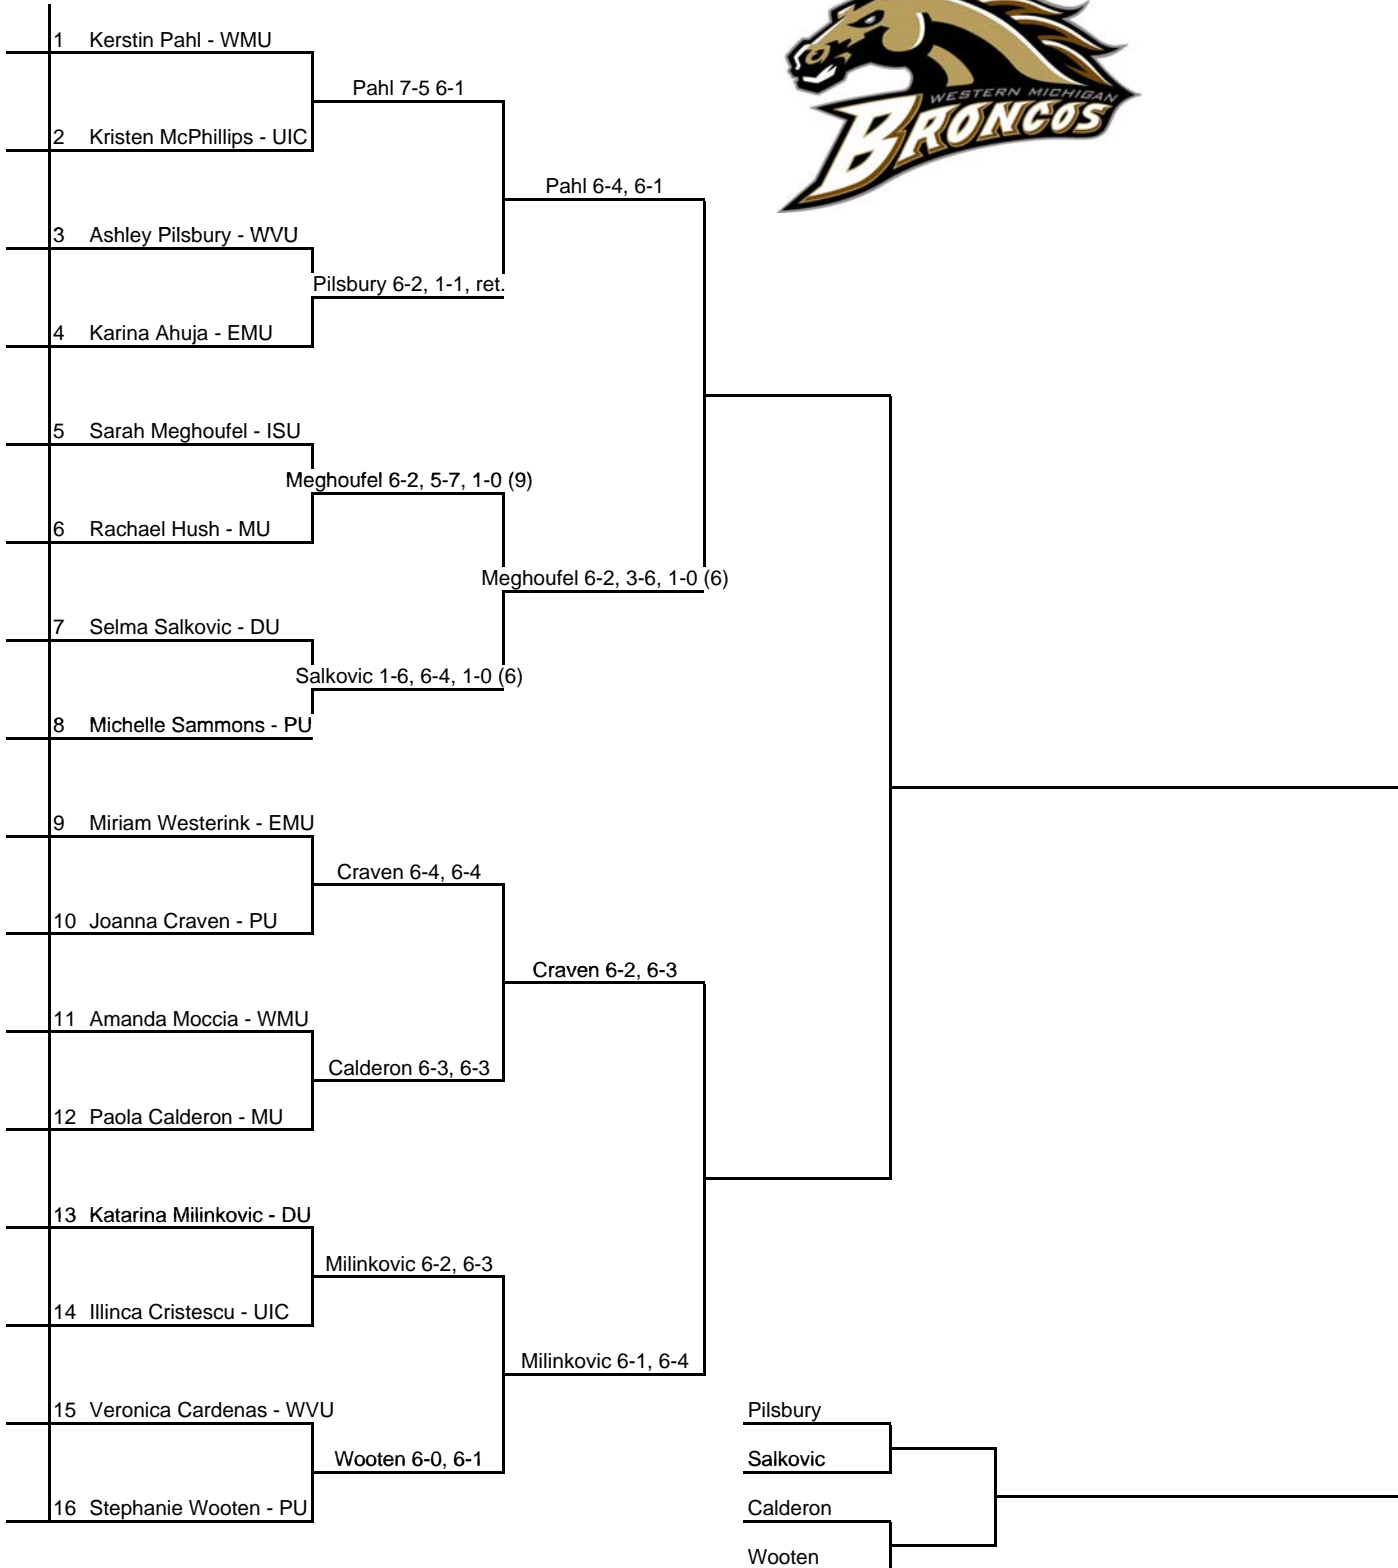 WESTERN MICHIGAN
BRONCOS
1 Kerstin Pahl - WMU
Pahl 7-5 6-1
2 Kristen McPhillips - UIC
Pahl 6-4, 6-1
3 Ashley Pilsbury - WVU
Pilsbury 6-2, 1-1, ret.
4 Karina Ahuja - EMU
5 Sarah Meghoufel - ISU
Meghoufel 6-2, 5-7, 1-0 (9)
6 Rachael Hush - MU
Meghoufel 6-2, 3-6, 1-0 (6)
7 Selma Salkovic - DU
Salkovic 1-6, 6-4, 1-0 (6)
8 Michelle Sammons - PU
9 Miriam Westerink - EMU
Craven 6-4, 6-4
10 Joanna Craven - PU
Craven 6-2, 6-3
11 Amanda Moccia - WMU
Calderon 6-3, 6-3
12 Paola Calderon - MU
13 Katarina Milinkovic - DU
Milinkovic 6-2, 6-3
14 Illinca Cristescu - UIC
Milinkovic 6-1, 6-4
15 Veronica Cardenas - WVU
Wooten 6-0, 6-1
16 Stephanie Wooten - PU
Pilsbury
Salkovic
Calderon
Wooten